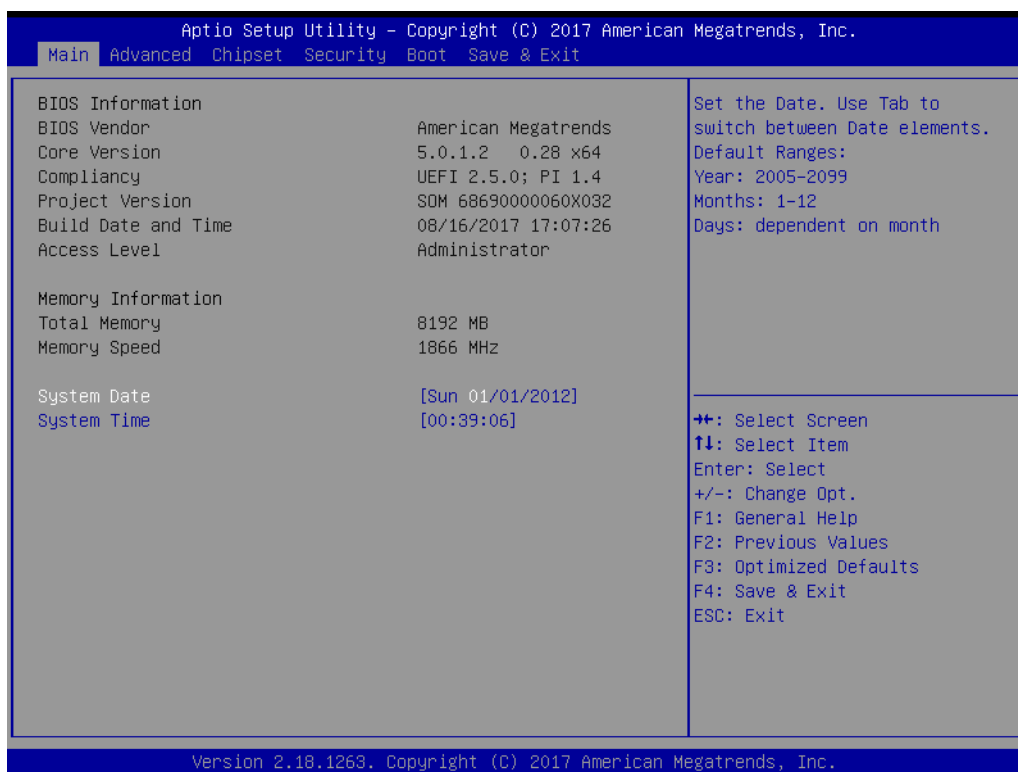 Aptio Setup Utility – Copyright (C) 2017 American Megatrends, Inc.
Main Advanced Chipset Security Boot Save & Exit
BIOS Information
BIOS Vendor American Megatrends
Core Version 5.0.1.2 0.28 x64
Compliancy UEFI 2.5.0; PI 1.4
Project Version SOM 68690000060X032
Build Date and Time 08/16/2017 17:07:26
Access Level Administrator
Memory Information
Total Memory 8192 MB
Memory Speed 1866 MHz
System Date [Sun 01/01/2012]
System Time [00:39:06]
Set the Date. Use Tab to
switch between Date elements.
Default Ranges:
Year: 2005–2099
Months: 1–12
Days: dependent on month
→←: Select Screen
↑↓: Select Item
Enter: Select
+/-: Change Opt.
F1: General Help
F2: Previous Values
F3: Optimized Defaults
F4: Save & Exit
ESC: Exit
Version 2.18.1263. Copyright (C) 2017 American Megatrends, Inc.